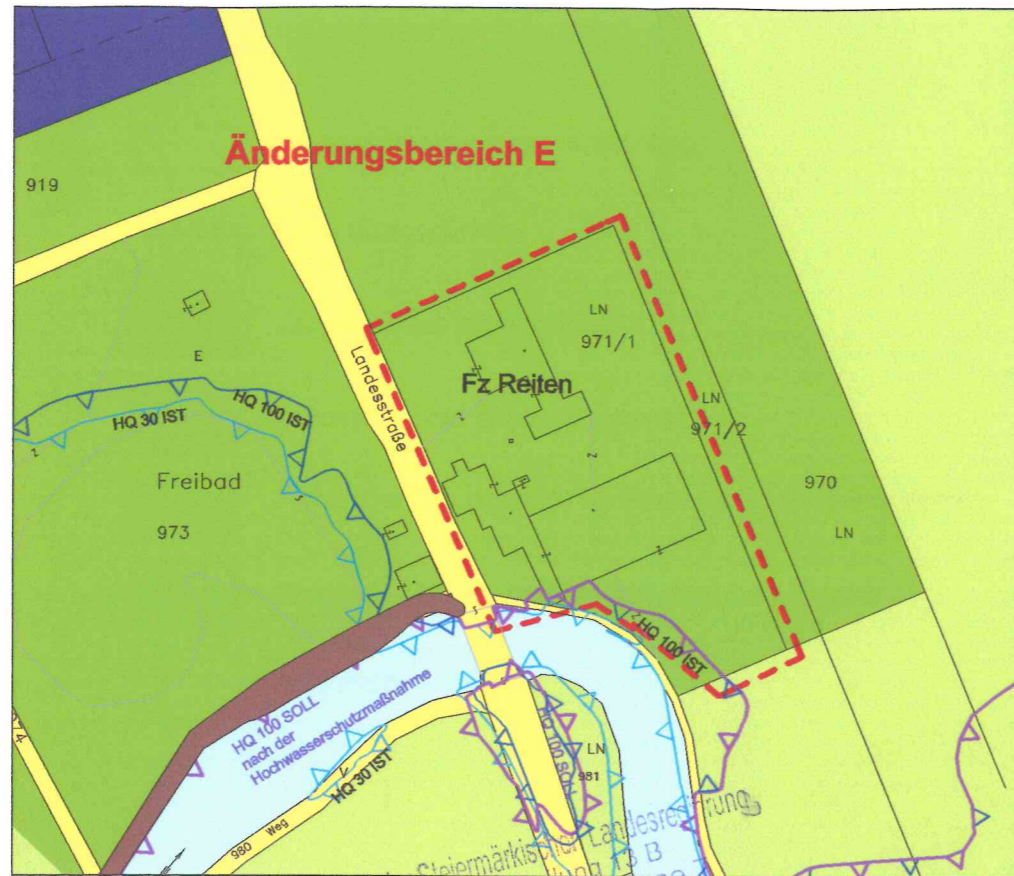 Änderungsbereich E
919
LN
971/1
E
Landesstraße
Fz Reiten
HQ 100 IST
HQ 30 IST
LN
971/2
Freibad
973
970
LN
HQ 100 IST
HQ 100 SOLL
nach der
Hochwasserschutzmaßnahme
HQ 100 SOLL
LN
981
HQ 30 IST
980 Weg
Steiermärkischer Landesregierung
13 B